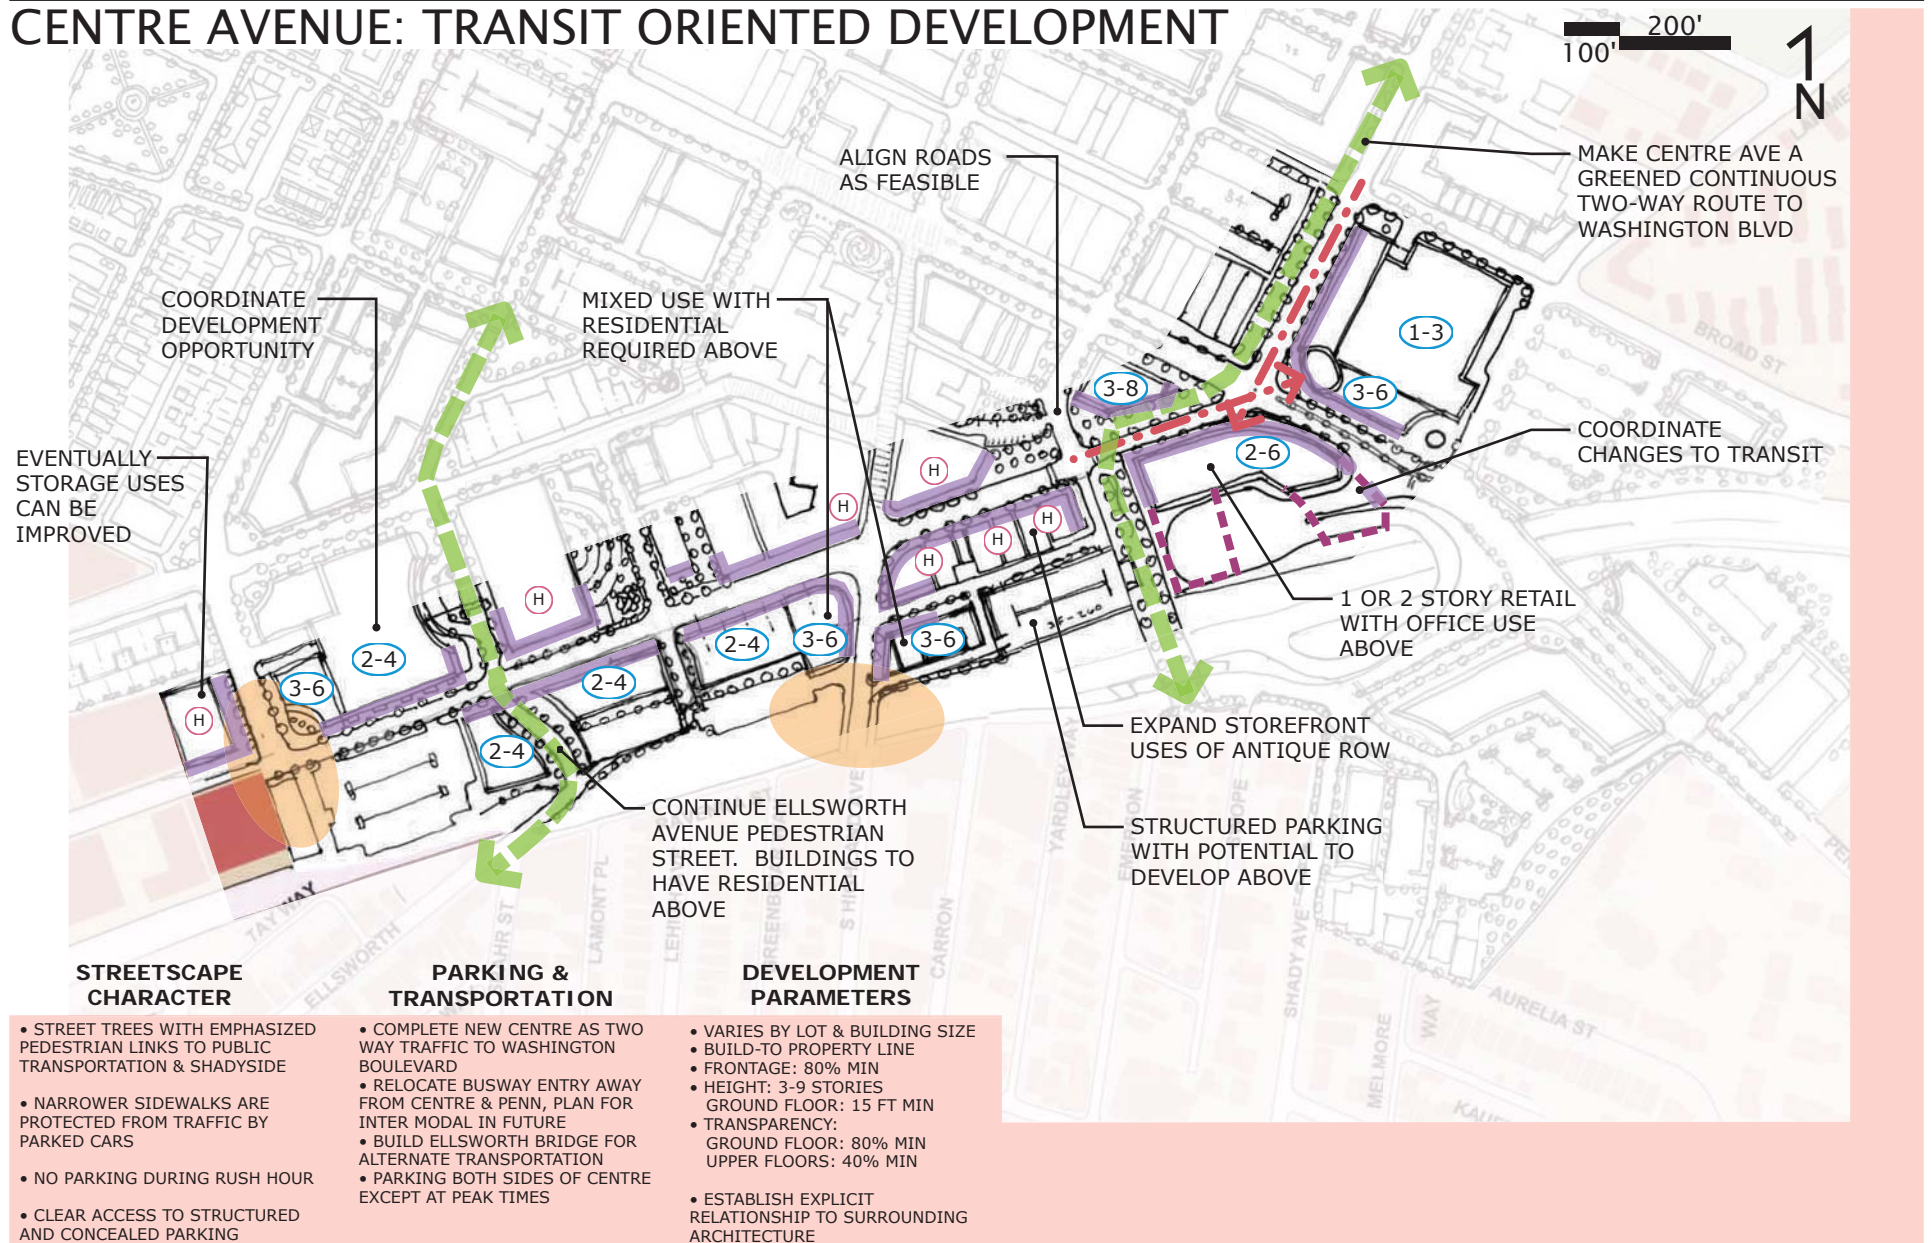 CENTRE AVENUE: TRANSIT ORIENTED DEVELOPMENT
200'
100'
N
ALIGN ROADS
AS FEASIBLE
MAKE CENTRE AVE A
GREENED CONTINUOUS
TWO-WAY ROUTE TO
WASHINGTON BLVD
COORDINATE
DEVELOPMENT
OPPORTUNITY
MIXED USE WITH
RESIDENTIAL
REQUIRED ABOVE
1-3
BROAD ST
3-8
3-6
EVENTUALLY
STORAGE USES
CAN BE
IMPROVED
COORDINATE
CHANGES TO TRANSIT
2-6
H
H
H
H
H
H
1 OR 2 STORY RETAIL
WITH OFFICE USE
ABOVE
2-4
3-6
2-4
3-6
3-6
2-4
H
2-4
EXPAND STOREFRONT
USES OF ANTIQUE ROW
CONTINUE ELLSWORTH
AVENUE PEDESTRIAN
STREET. BUILDINGS TO
HAVE RESIDENTIAL
ABOVE
STRUCTURED PARKING
WITH POTENTIAL TO
DEVELOP ABOVE
TAY WAY
ELLSWORTH
LAMONT PL
CARRON
YARDLEY WAY
SHADY AVE
MELMORE
WAY
AURELIA ST
STREETSCAPE
CHARACTER
• STREET TREES WITH EMPHASIZED
PEDESTRIAN LINKS TO PUBLIC
TRANSPORTATION & SHADYSIDE
• NARROWER SIDEWALKS ARE
PROTECTED FROM TRAFFIC BY
PARKED CARS
• NO PARKING DURING RUSH HOUR
• CLEAR ACCESS TO STRUCTURED
AND CONCEALED PARKING
PARKING &
TRANSPORTATION
• COMPLETE NEW CENTRE AS TWO
WAY TRAFFIC TO WASHINGTON
BOULEVARD
• RELOCATE BUSWAY ENTRY AWAY
FROM CENTRE & PENN, PLAN FOR
INTER MODAL IN FUTURE
• BUILD ELLSWORTH BRIDGE FOR
ALTERNATE TRANSPORTATION
• PARKING BOTH SIDES OF CENTRE
EXCEPT AT PEAK TIMES
DEVELOPMENT
PARAMETERS
• VARIES BY LOT & BUILDING SIZE
• BUILD-TO PROPERTY LINE
• FRONTAGE: 80% MIN
• HEIGHT: 3-9 STORIES
GROUND FLOOR: 15 FT MIN
• TRANSPARENCY:
GROUND FLOOR: 80% MIN
UPPER FLOORS: 40% MIN
• ESTABLISH EXPLICIT
RELATIONSHIP TO SURROUNDING
ARCHITECTURE